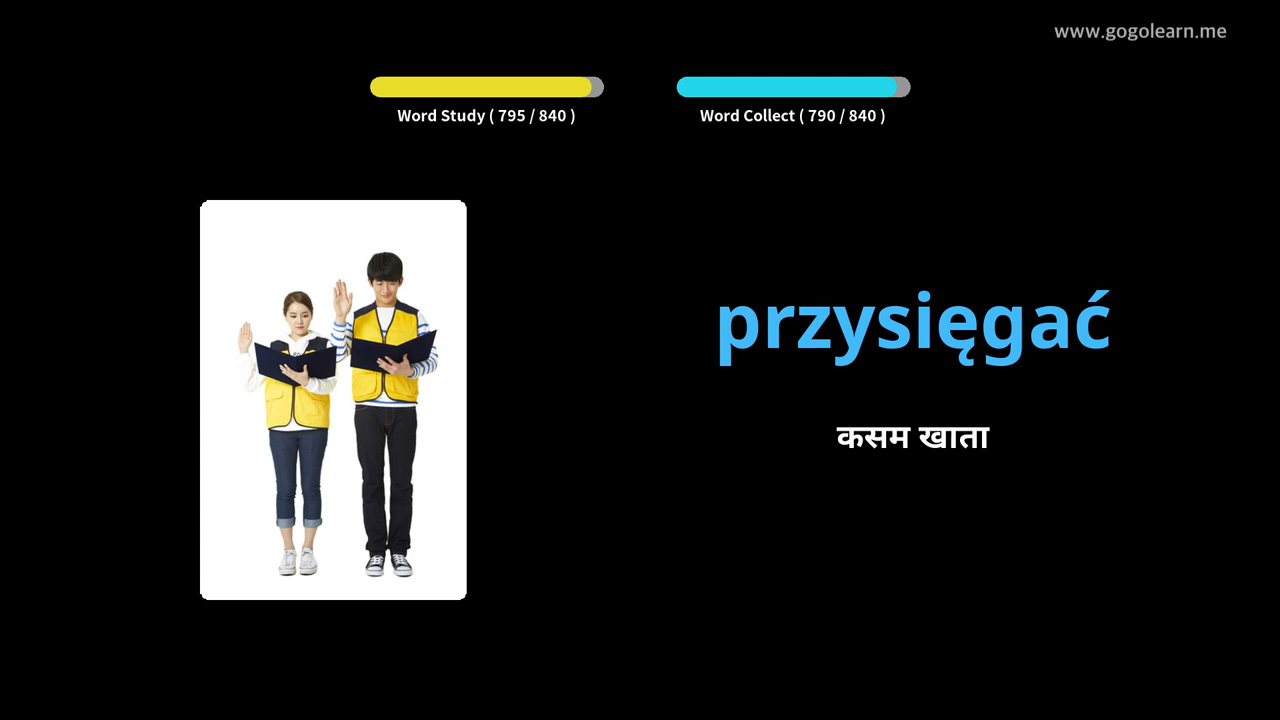 www.gogolearn.me
Word Study ( 795 / 840 )
Word Collect ( 790 / 840 )
przysięgać
कसम खाता